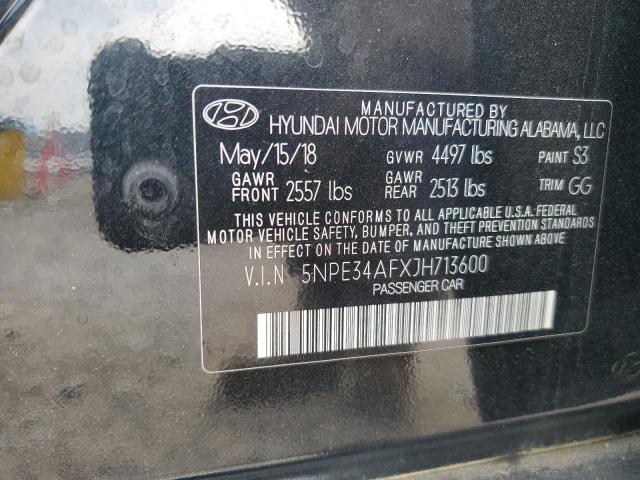 MANUFACTURED BY
HYUNDAI MOTOR MANUFACTURING ALABAMA, LLC
May/15/18 GVWR 4497 lbs PAINT S3
GAWR FRONT 2557 lbs GAWR REAR 2513 lbs TRIM GG
THIS VEHICLE CONFORMS TO ALL APPLICABLE U.S.A. FEDERAL
MOTOR VEHICLE SAFETY, BUMPER, AND THEFT PREVENTION STANDARDS
IN EFFECT ON THE DATE OF MANUFACTURE SHOWN ABOVE
V.I.N 5NPE34AFXJH713600
PASSENGER CAR